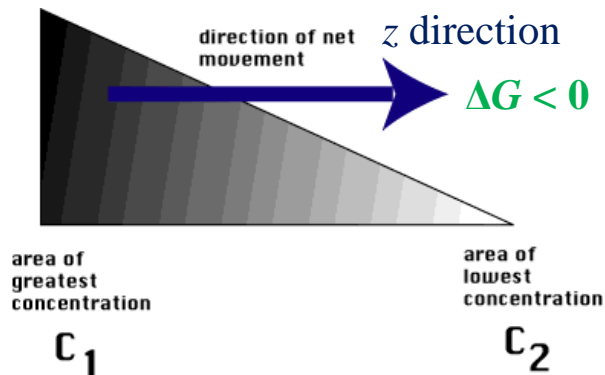 direction of net
movement
z direction
ΔG < 0
area of
greatest
concentration
C₁
area of
lowest
concentration
C₂